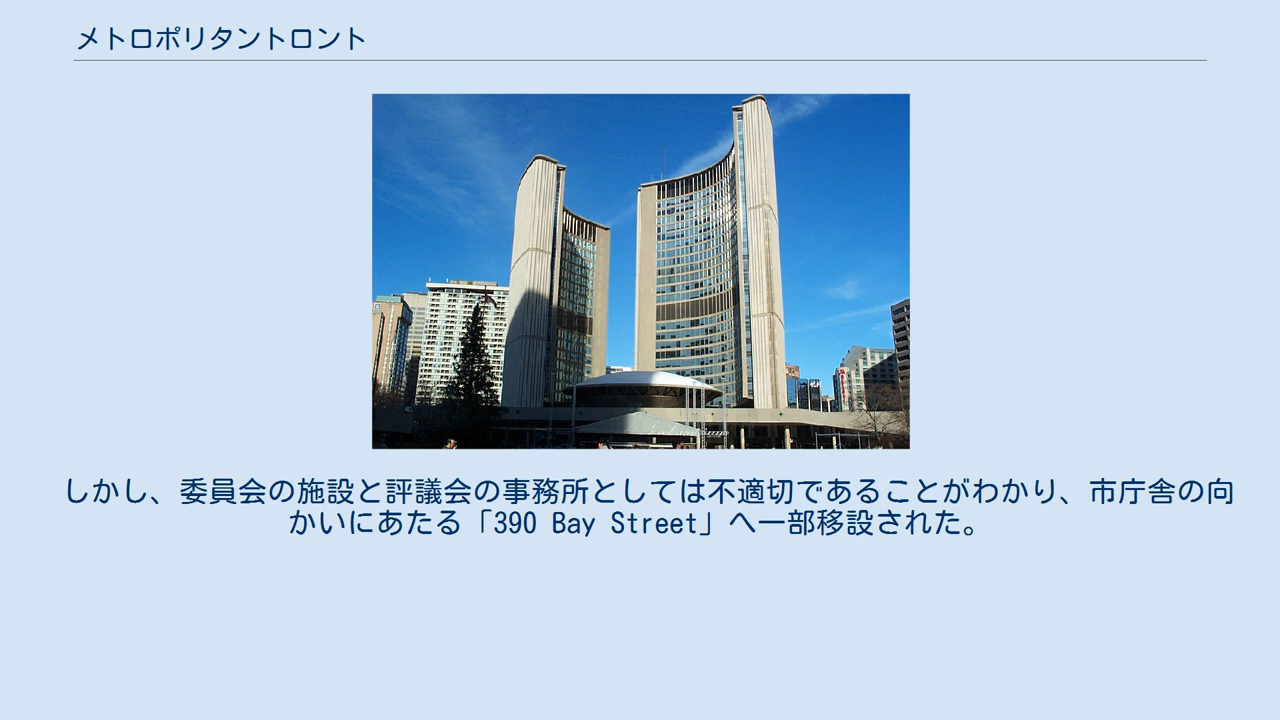 メトロポリタントロント
しかし、委員会の施設と評議会の事務所としては不適切であることがわかり、市庁舎の向
かいにあたる「390 Bay Street」へ一部移設された。